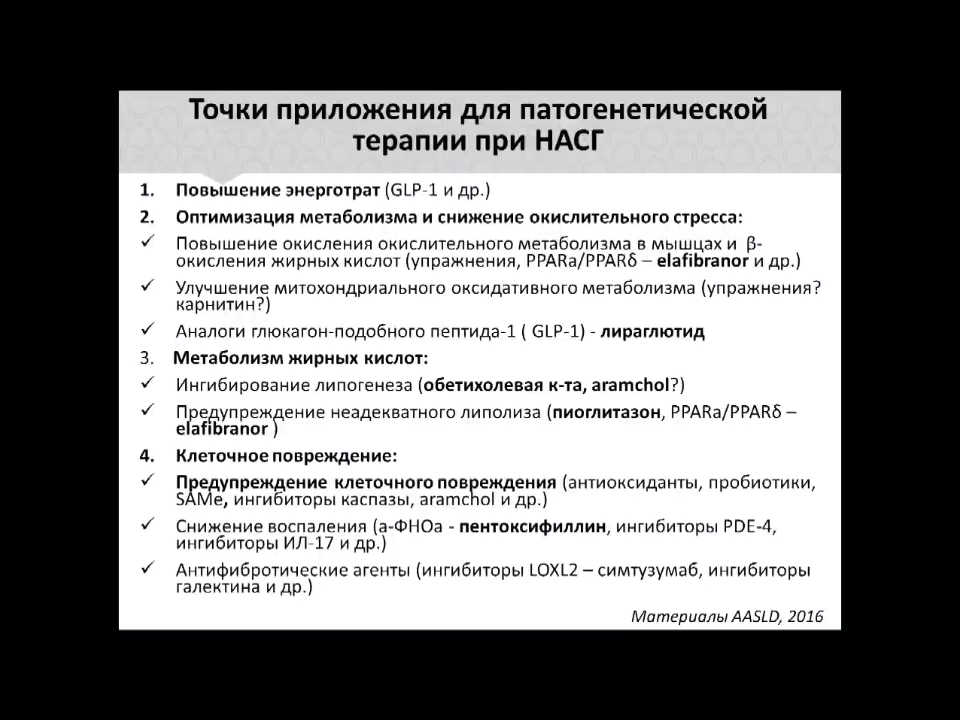 Точки приложения для патогенетической
терапии при НАСГ
1. Повышение энерготрат (GLP-1 и др.)
2. Оптимизация метаболизма и снижение окислительного стресса:
✓ Повышение окисления окислительного метаболизма в мышцах и β-
окисления жирных кислот (упражнения, PPARa/PPARδ – elafibranor и др.)
✓ Улучшение митохондриального оксидативного метаболизма (упражнения?
карнитин?)
✓ Аналоги глюкагон-подобного пептида-1 ( GLP-1) - лираглутид
3. Метаболизм жирных кислот:
✓ Ингибирование липогенеза (обетихолевая к-та, aramchol?)
✓ Предупреждение неадекватного липолиза (пиоглитазон, PPARa/PPARδ –
elafibranor )
4. Клеточное повреждение:
✓ Предупреждение клеточного повреждения (антиоксиданты, пробиотики,
SAMe, ингибиторы каспазы, aramchol и др.)
✓ Снижение воспаления (а-ФНОа - пентоксифиллин, ингибиторы PDE-4,
ингибиторы ИЛ-17 и др.)
✓ Антифибротические агенты (ингибиторы LOXL2 – симтузумаб, ингибиторы
галектина и др.)
Материалы AASLD, 2016